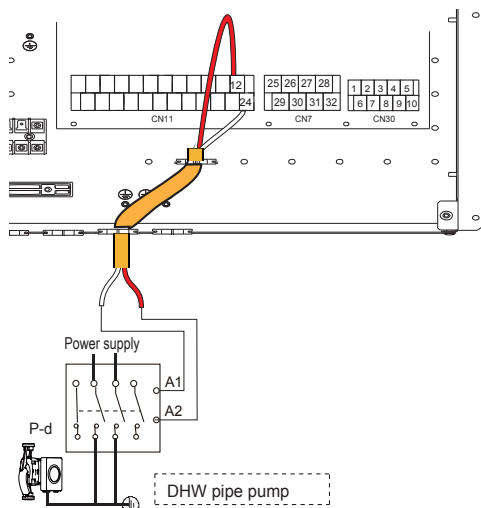 12 25 26 27 28 1 2 3 4 5
24 29 30 31 32 6 7 8 9 10
CN11 CN7 CN30
Power supply
A1
A2
P-d
DHW pipe pump